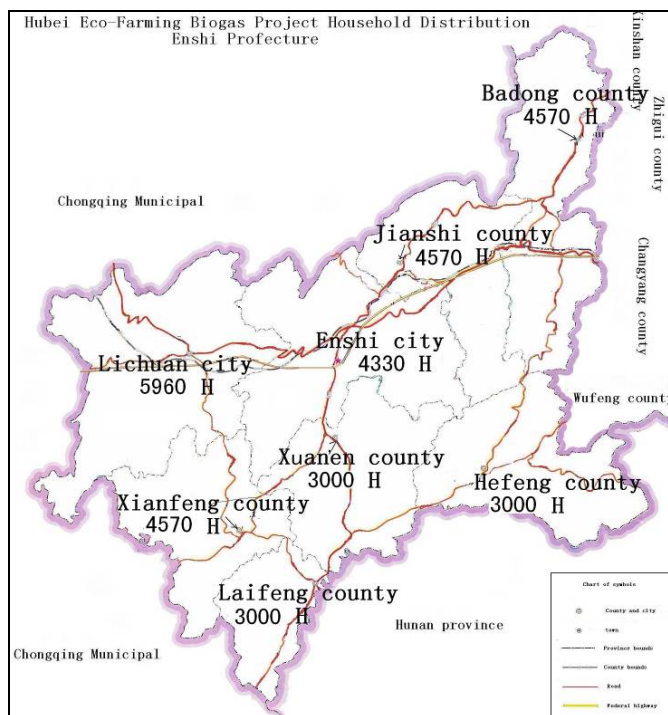 Hubei Eco-Farming Biogas Project Household Distribution
Enshi Profecture
Xinshan county
Zhigui county
Badong county
4570 H
Chongqing Municipal
Jianshi county
4570 H
Changyang county
Enshi city
4330 H
Lichuan city
5960 H
Wufeng county
Xuanen county
3000 H
Hefeng county
3000 H
Xianfeng county
4570 H
Laifeng county
3000 H
Hunan province
Chongqing Municipal
Chart of symbols
County and city
town
Province bounds
County bounds
Road
Federal highway